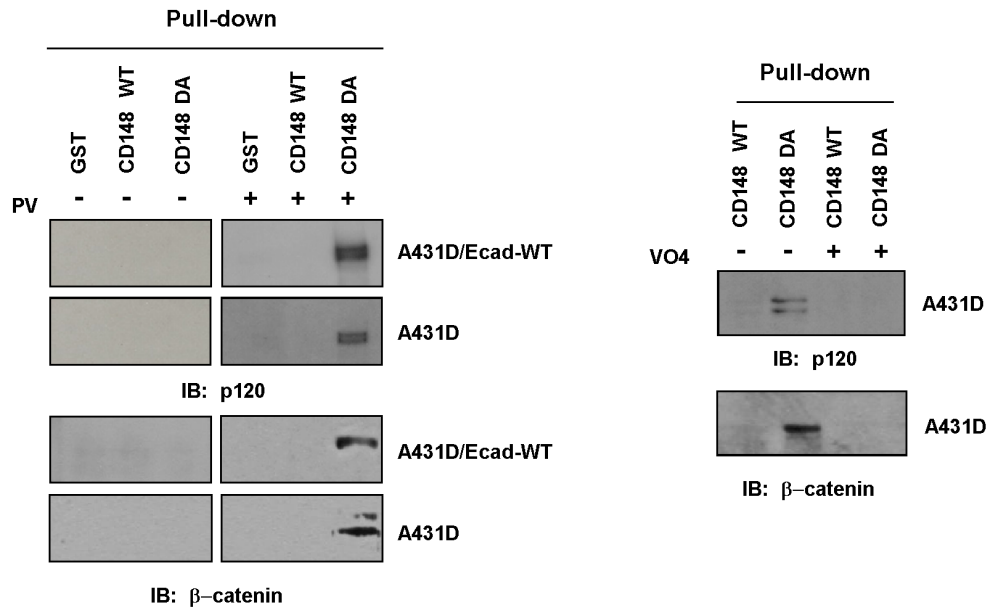 Pull-down
GST
CD148 WT
CD148 DA
GST
CD148 WT
CD148 DA
PV - - - + + +
A431D/Ecad-WT
A431D
IB: p120
A431D/Ecad-WT
A431D
IB: β–catenin
Pull-down
CD148 WT
CD148 DA
CD148 WT
CD148 DA
VO4 - - + +
A431D
IB: p120
A431D
IB: β–catenin